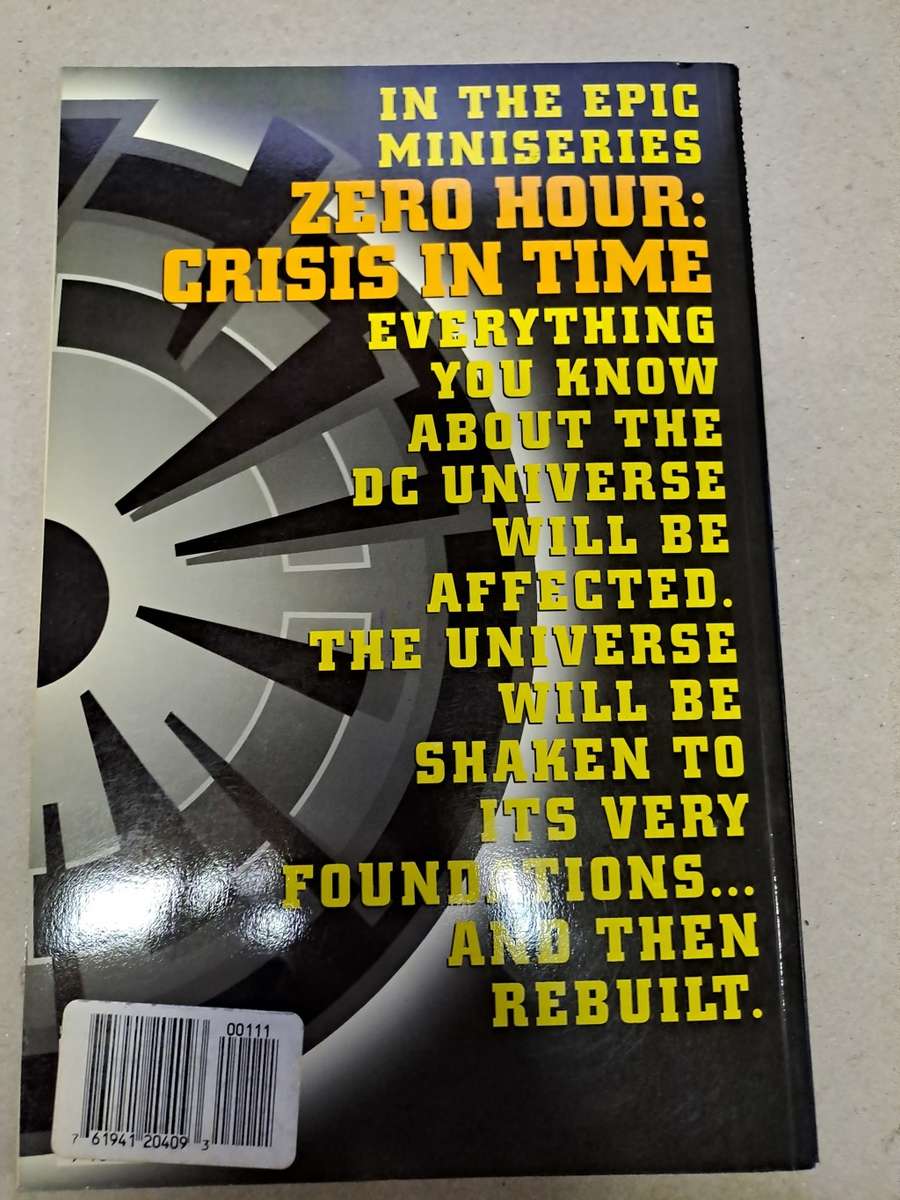 IN THE EPIC
MINISERIES
ZERO HOUR:
CRISIS IN TIME
EVERYTHING
YOU KNOW
ABOUT THE
DC UNIVERSE
WILL BE
AFFECTED.
THE UNIVERSE
WILL BE
SHAKEN TO
ITS VERY
FOUNDATIONS...
AND THEN
REBUILT.
00111
7 61941 20409 3